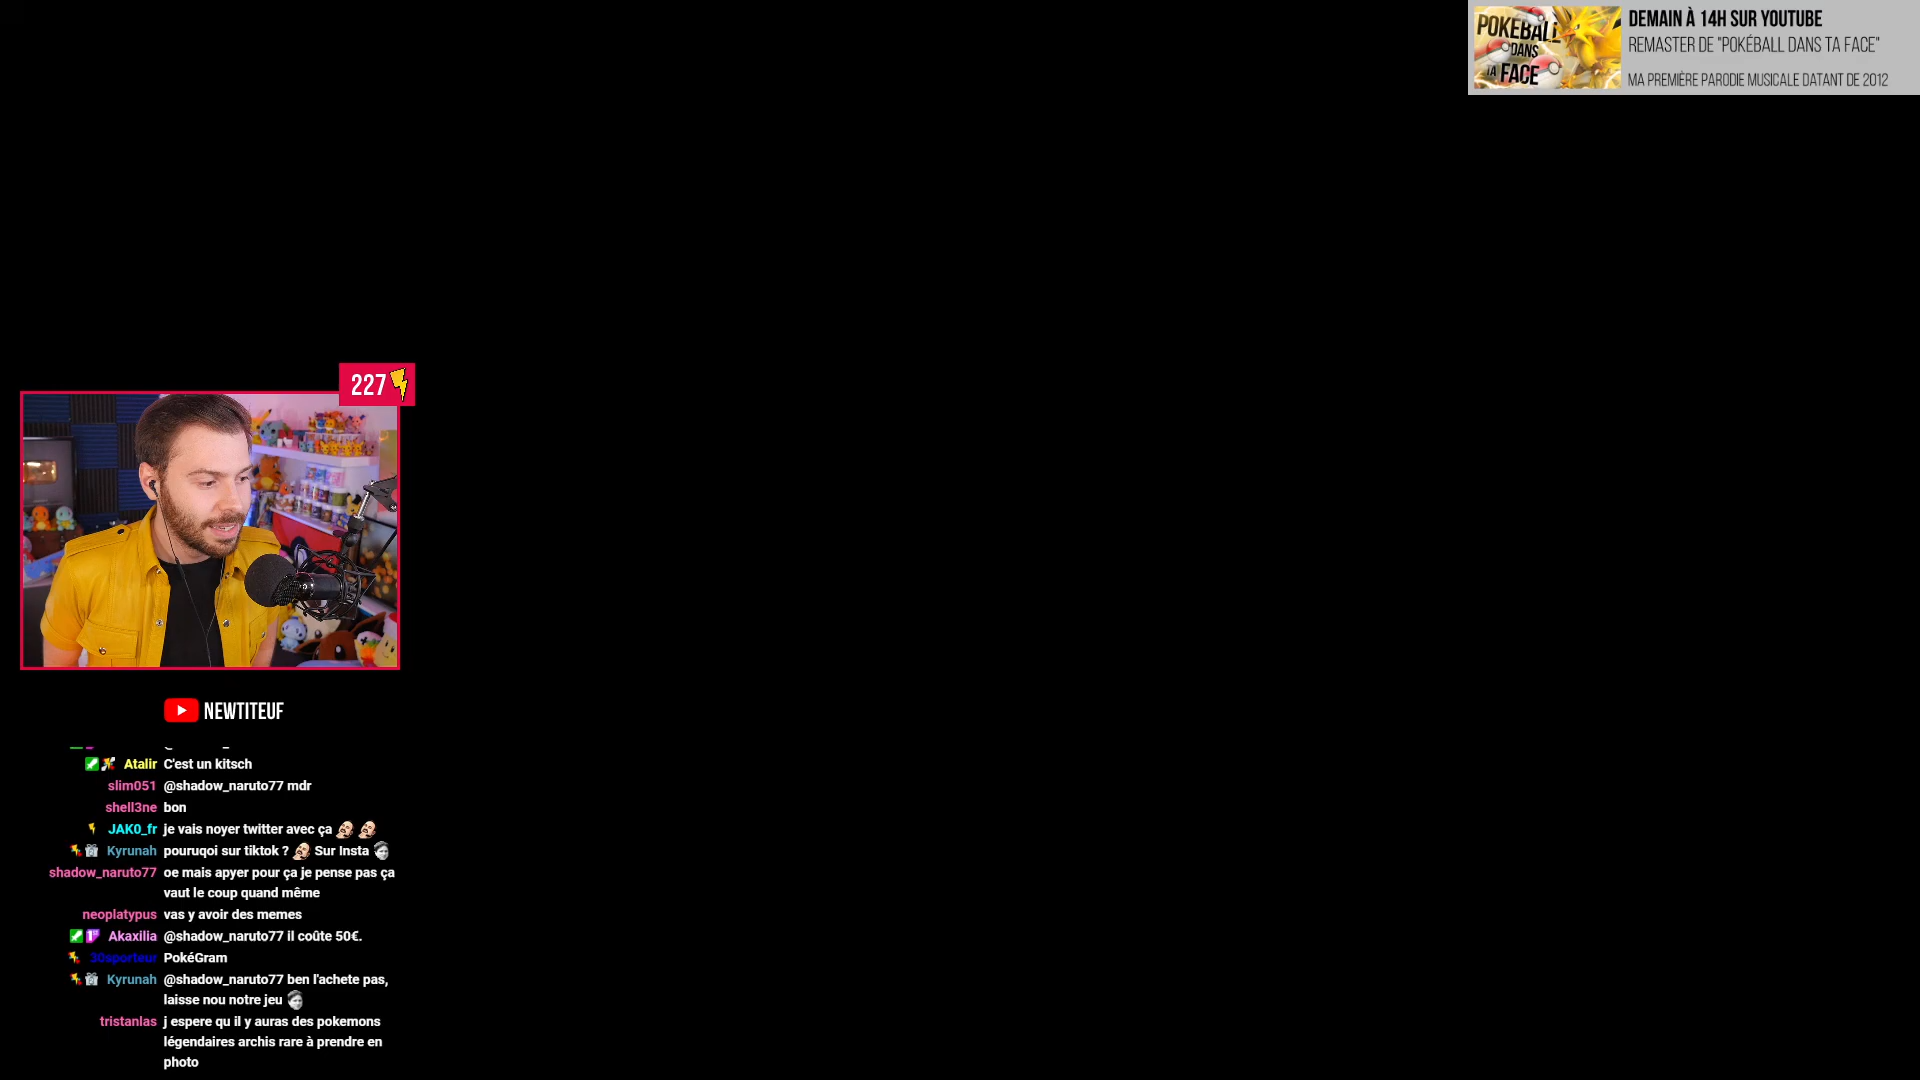 POKEBALL
DANS
TA FACE
DEMAIN À 14H SUR YOUTUBE
REMASTER DE "POKÉBALL DANS TA FACE"
MA PREMIÈRE PARODIE MUSICALE DATANT DE 2012
227
NEWTITEUF
Atalir C'est un kitsch
slim051 @shadow_naruto77 mdr
shell3ne bon
JAK0_fr je vais noyer twitter avec ça
Kyrunah pouruqoi sur tiktok ? Sur Insta
shadow_naruto77 oe mais apyer pour ça je pense pas ça
vaut le coup quand même
neoplatypus vas y avoir des memes
Akaxilia @shadow_naruto77 il coûte 50€.
30sporteur PokéGram
Kyrunah @shadow_naruto77 ben l'achete pas,
laisse nou notre jeu
tristanlas j espere qu il y auras des pokemons
légendaires archis rare à prendre en
photo